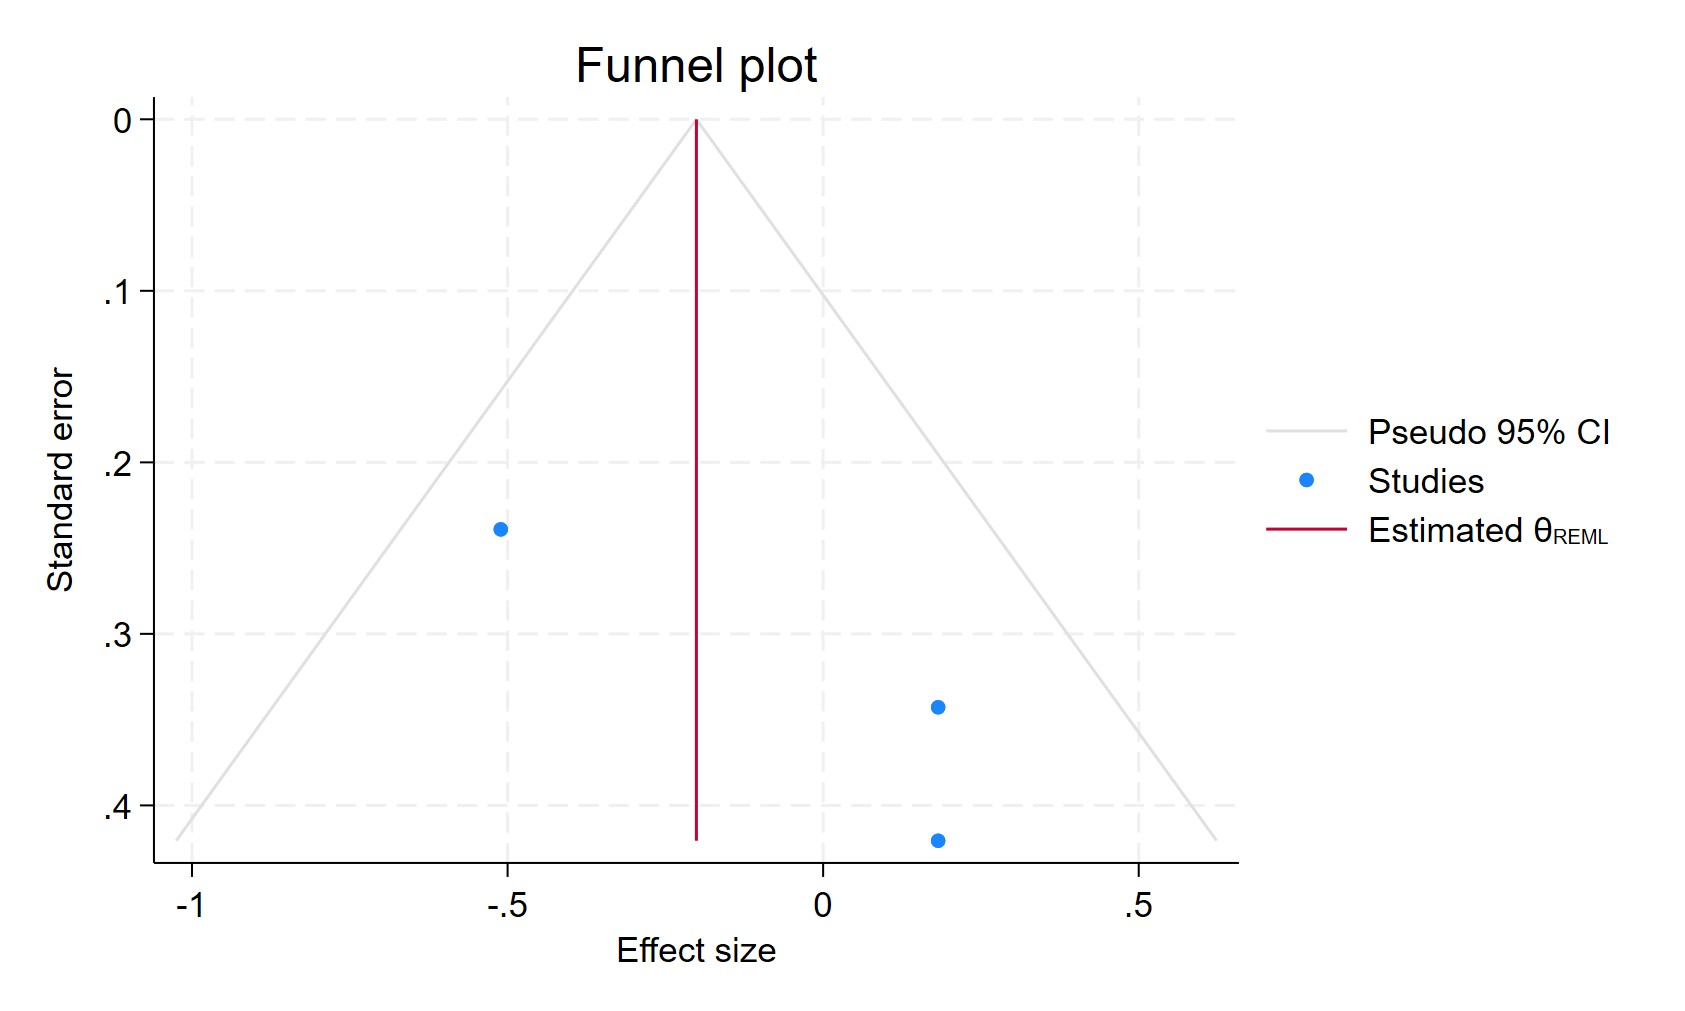 Funnel plot
0
.1
.2
.3
.4
Standard error
-1 -.5 0 .5
Effect size
Pseudo 95% CI
Studies
Estimated θREML